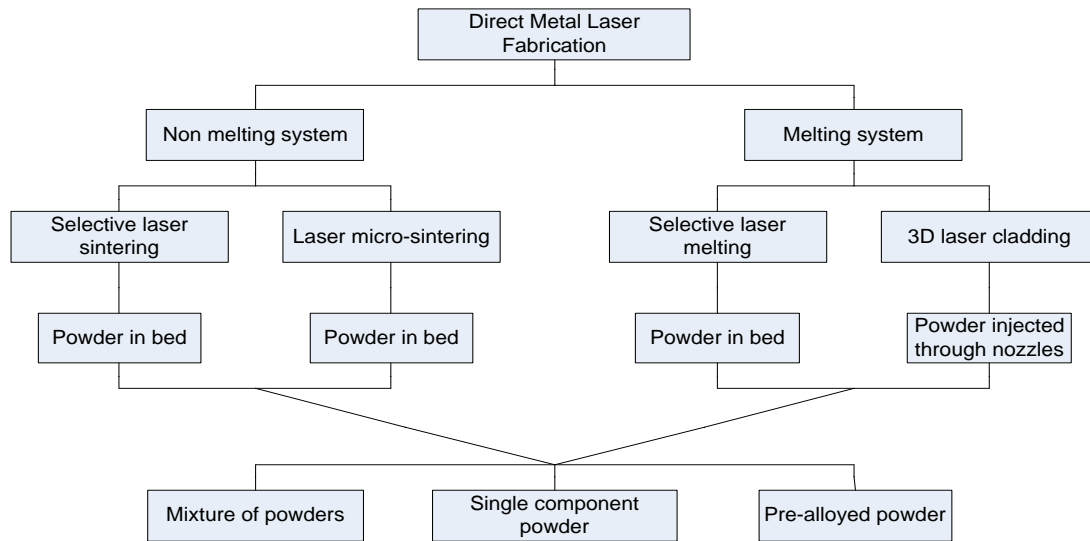 Direct Metal Laser
Fabrication
Non melting system
Melting system
Selective laser
sintering
Laser micro-sintering
Selective laser
melting
3D laser cladding
Powder in bed
Powder in bed
Powder in bed
Powder injected
through nozzles
Mixture of powders
Single component
powder
Pre-alloyed powder